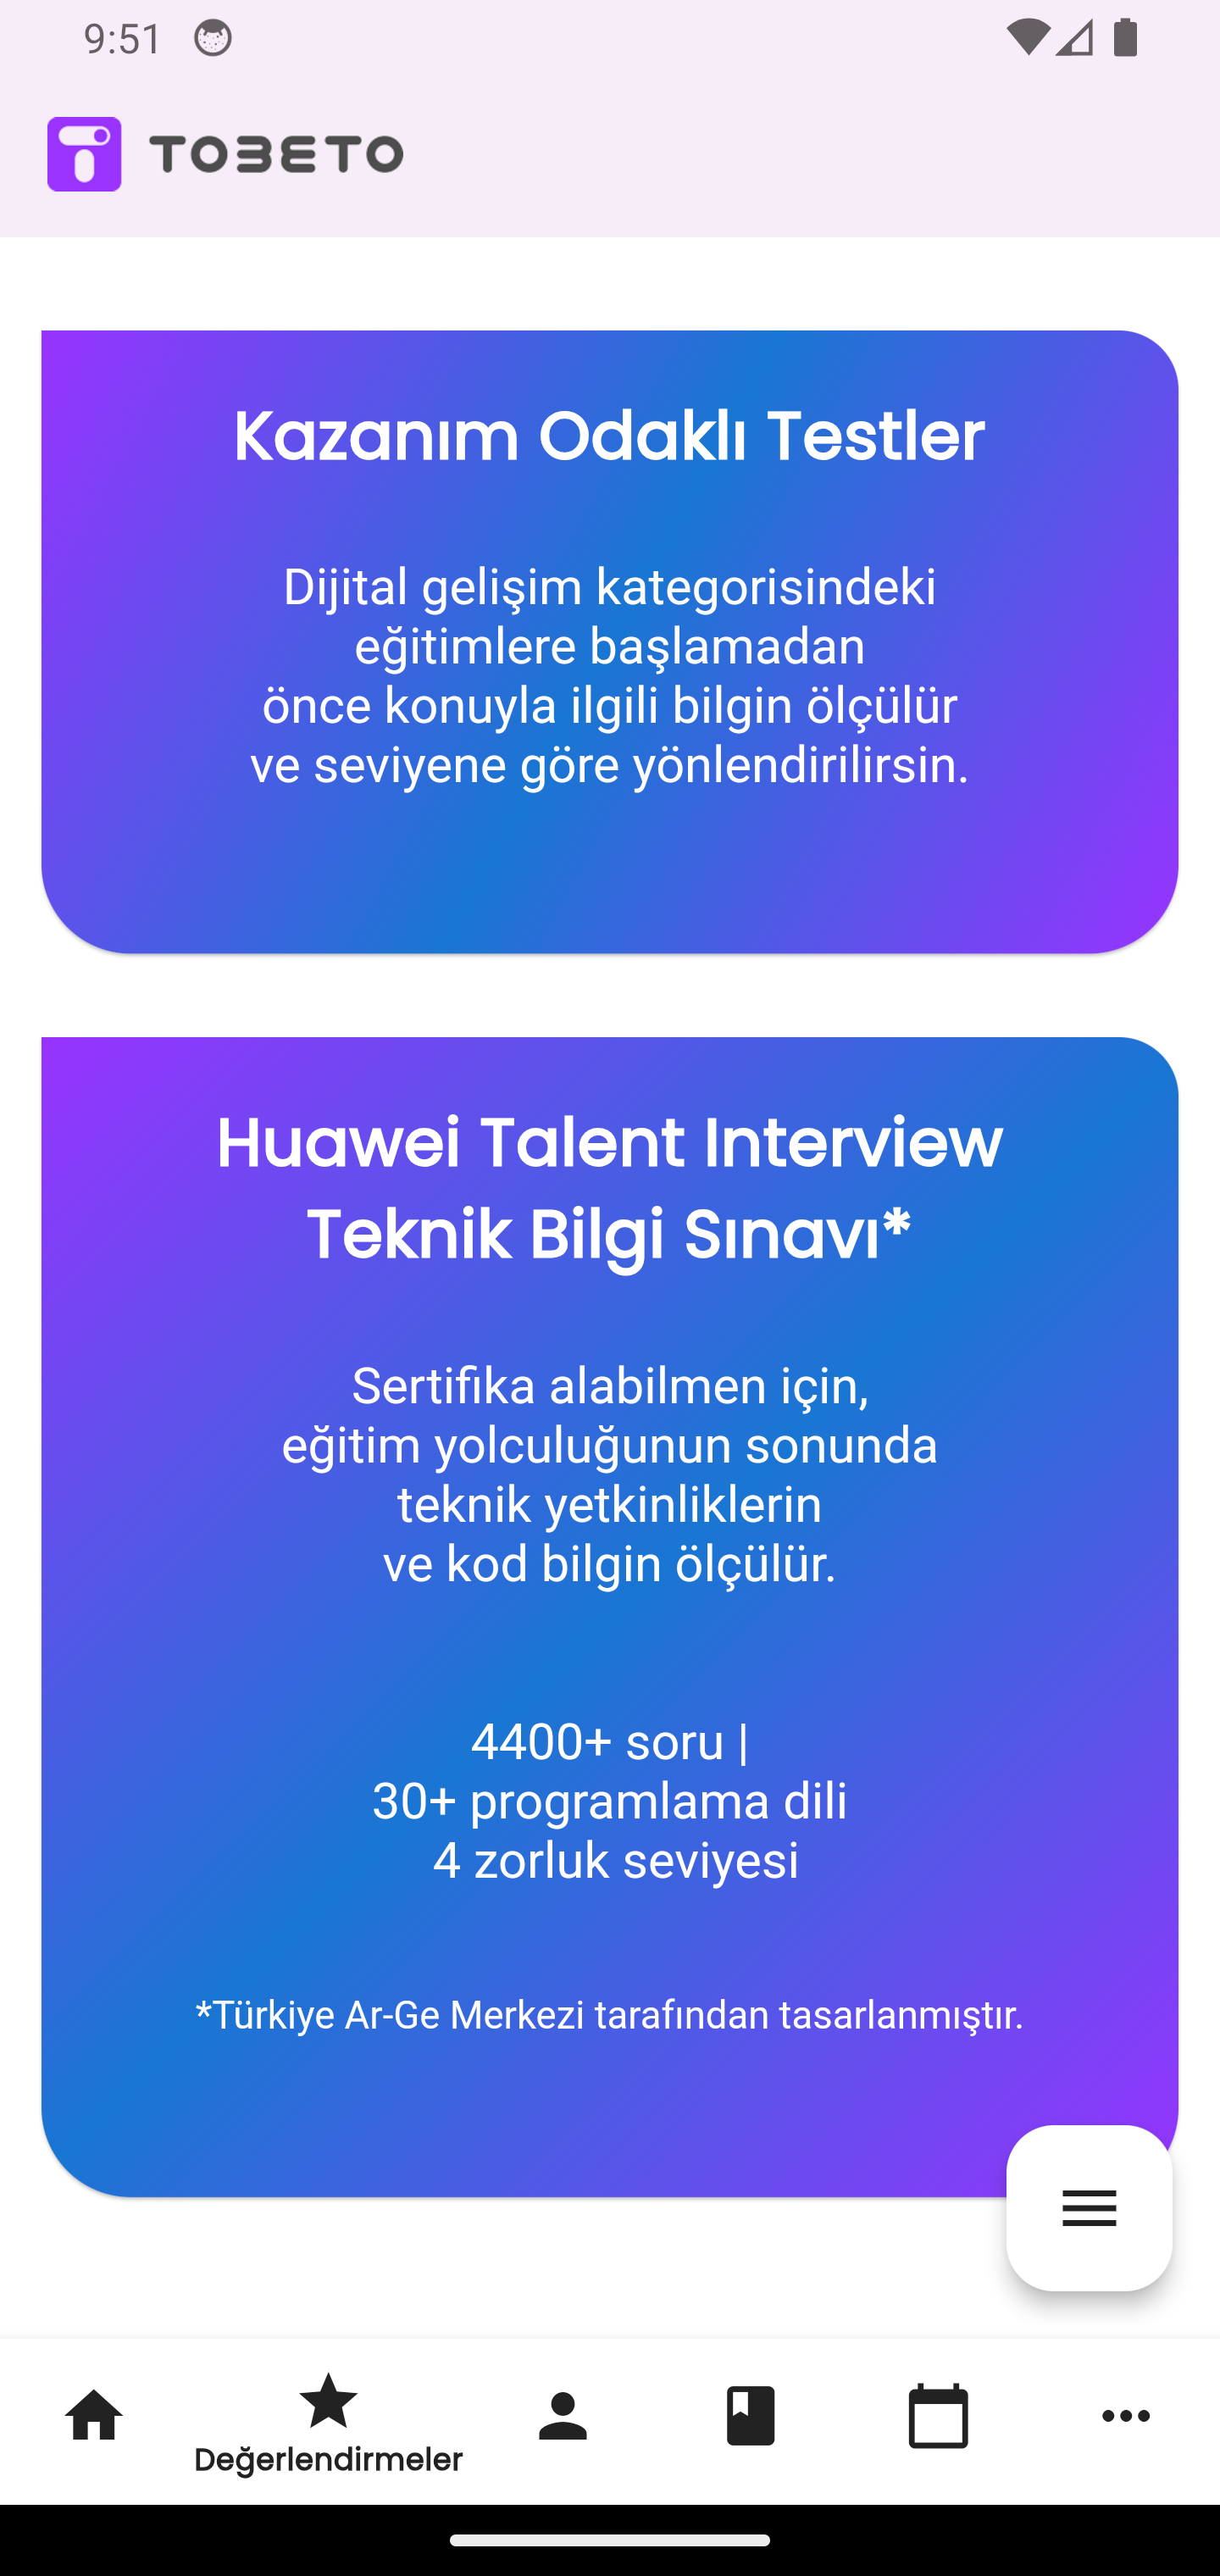 9:51
TOBETO
Kazanım Odaklı Testler
Dijital gelişim kategorisindeki
eğitimlere başlamadan
önce konuyla ilgili bilgin ölçülür
ve seviyene göre yönlendirilirsin.
Huawei Talent Interview
Teknik Bilgi Sınavı*
Sertifika alabilmen için,
eğitim yolculuğunun sonunda
teknik yetkinliklerin
ve kod bilgin ölçülür.
4400+ soru |
30+ programlama dili
4 zorluk seviyesi
*Türkiye Ar-Ge Merkezi tarafından tasarlanmıştır.
Değerlendirmeler